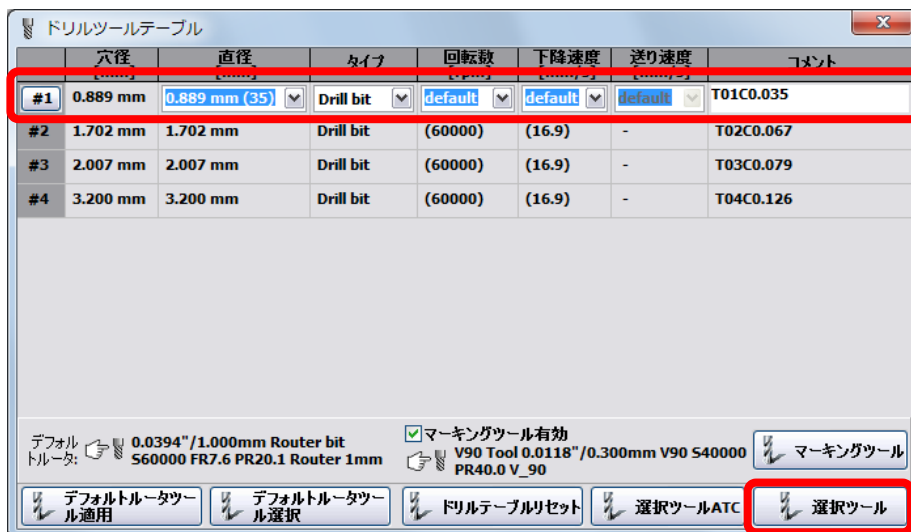 ドリルツールテーブル
穴径 直径 タイプ 回転数 下降速度 送り速度 コメント
#1 0.889 mm 0.889 mm (35) Drill bit default default default T01C0.035
#2 1.702 mm 1.702 mm Drill bit (60000) (16.9) - T02C0.067
#3 2.007 mm 2.007 mm Drill bit (60000) (16.9) - T03C0.079
#4 3.200 mm 3.200 mm Drill bit (60000) (16.9) - T04C0.126
デフォル
トルータ:
0.0394"/1.000mm Router bit
S60000 FR7.6 PR20.1 Router 1mm
マーキングツール有効
V90 Tool 0.0118"/0.300mm V90 S40000
PR40.0 V_90
マーキングツール
デフォルトルータツー
ル適用
デフォルトルータツー
ル選択
ドリルテーブルリセット
選択ツールATC
選択ツール